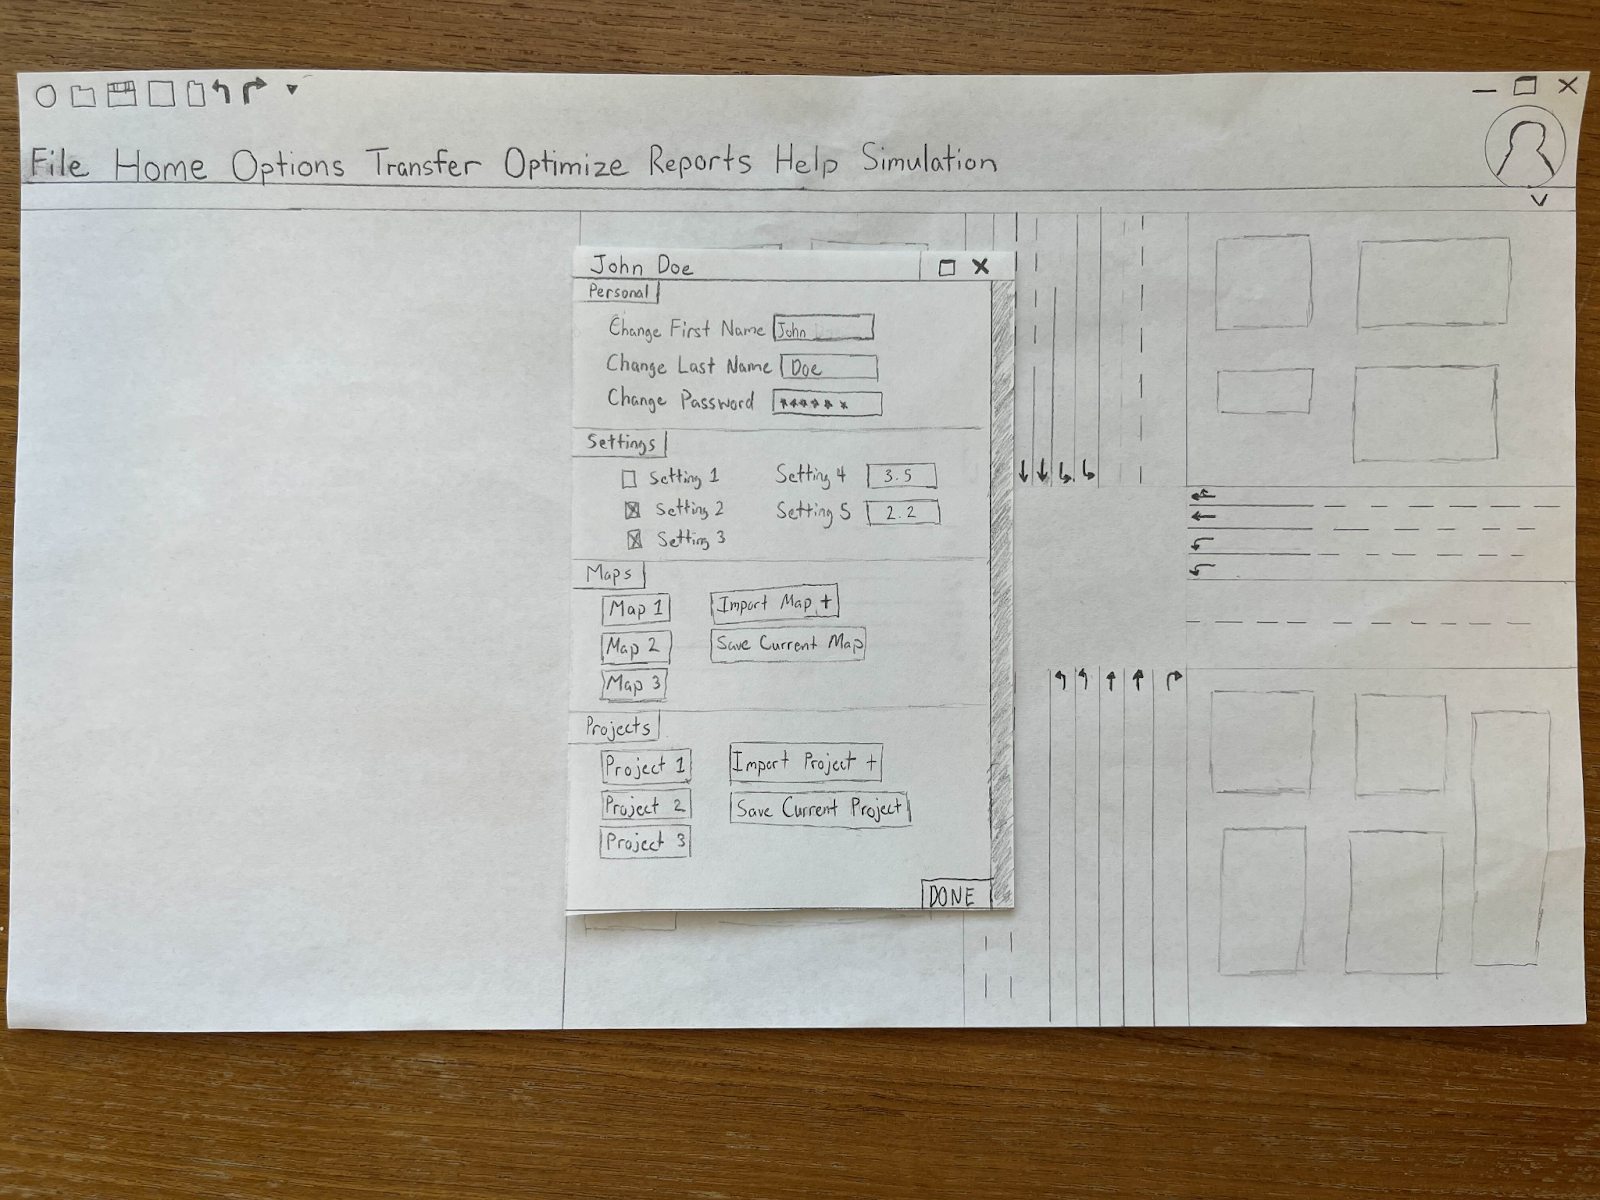 File Home Options Transfer Optimize Reports Help Simulation
John Doe
Personal
Change First Name John
Change Last Name Doe
Change Password ******
Settings
Setting 1 Setting 4 3.5
Setting 2 Setting 5 2.2
Setting 3
Maps
Map 1 Import Map +
Map 2 Save Current Map
Map 3
Projects
Project 1 Import Project +
Project 2 Save Current Project
Project 3
DONE